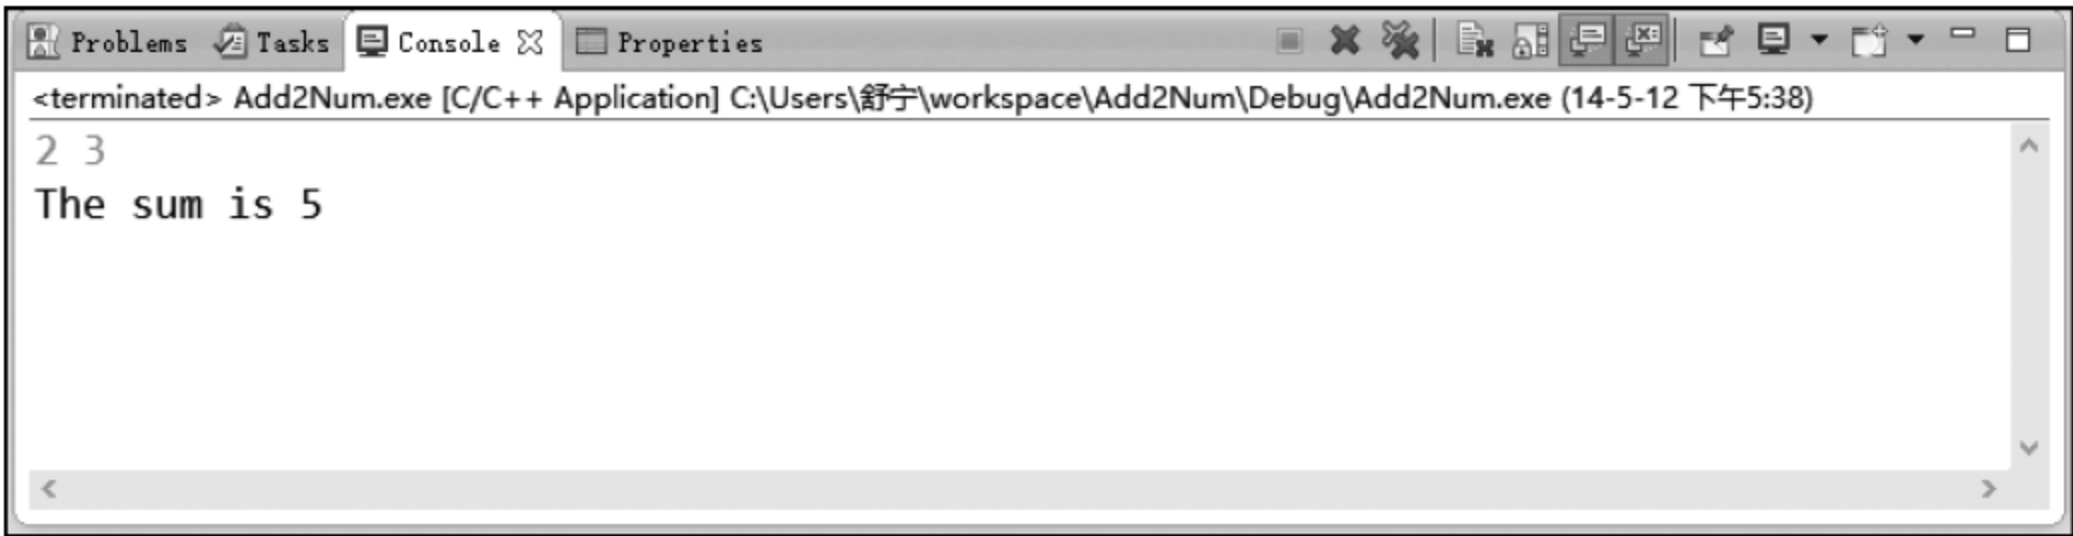 Problems Tasks Console Properties
<terminated> Add2Num.exe [C/C++ Application] C:\Users\舒宁\workspace\Add2Num\Debug\Add2Num.exe (14-5-12 下午5:38)
2 3
The sum is 5